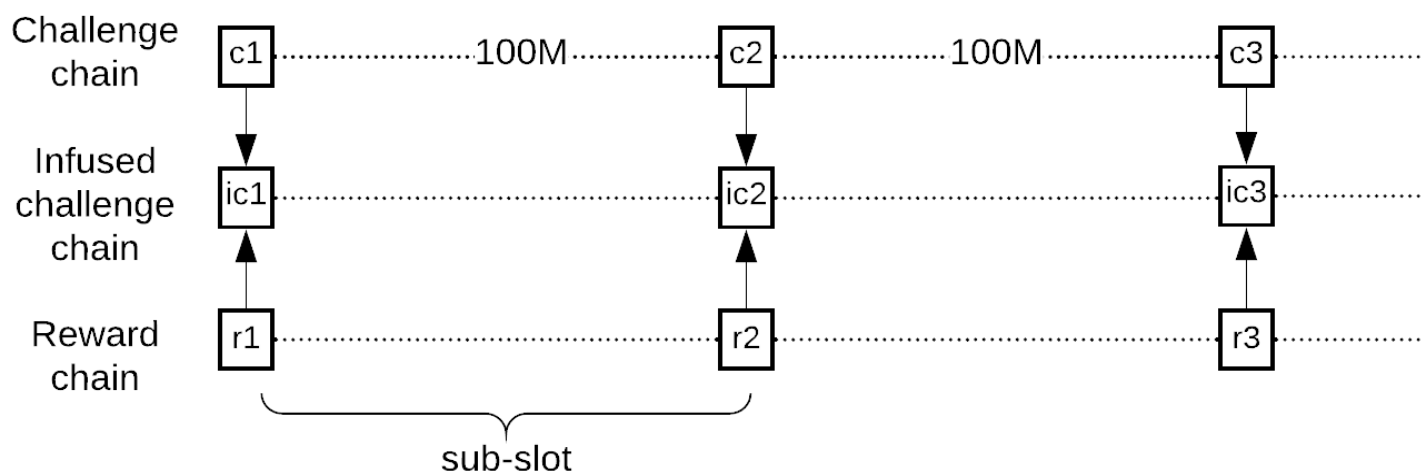 Challenge
chain
c1
100M
c2
100M
c3
Infused
challenge
chain
ic1
ic2
ic3
Reward
chain
r1
r2
r3
sub-slot